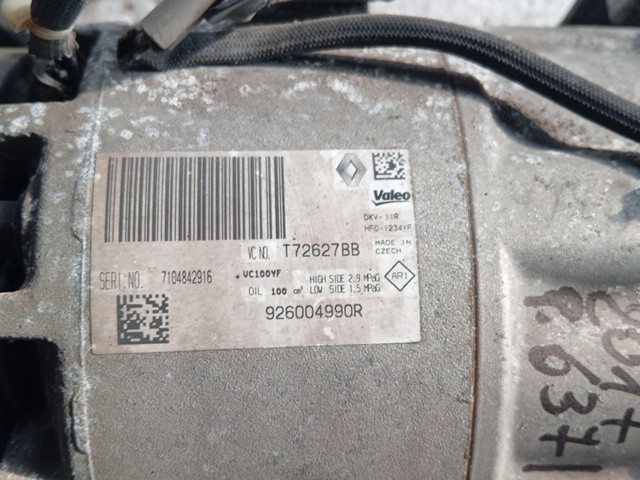 Valeo
DKV-11R
HFO-1234YF
VC NO. T72627BB
MADE IN
CZECH
SERI.NO. 7104842916
VC100YF
OIL 100 cm³
HIGH SIDE 2.9 MPaG
LOW SIDE 1.5 MPaG
AR1
926004990R